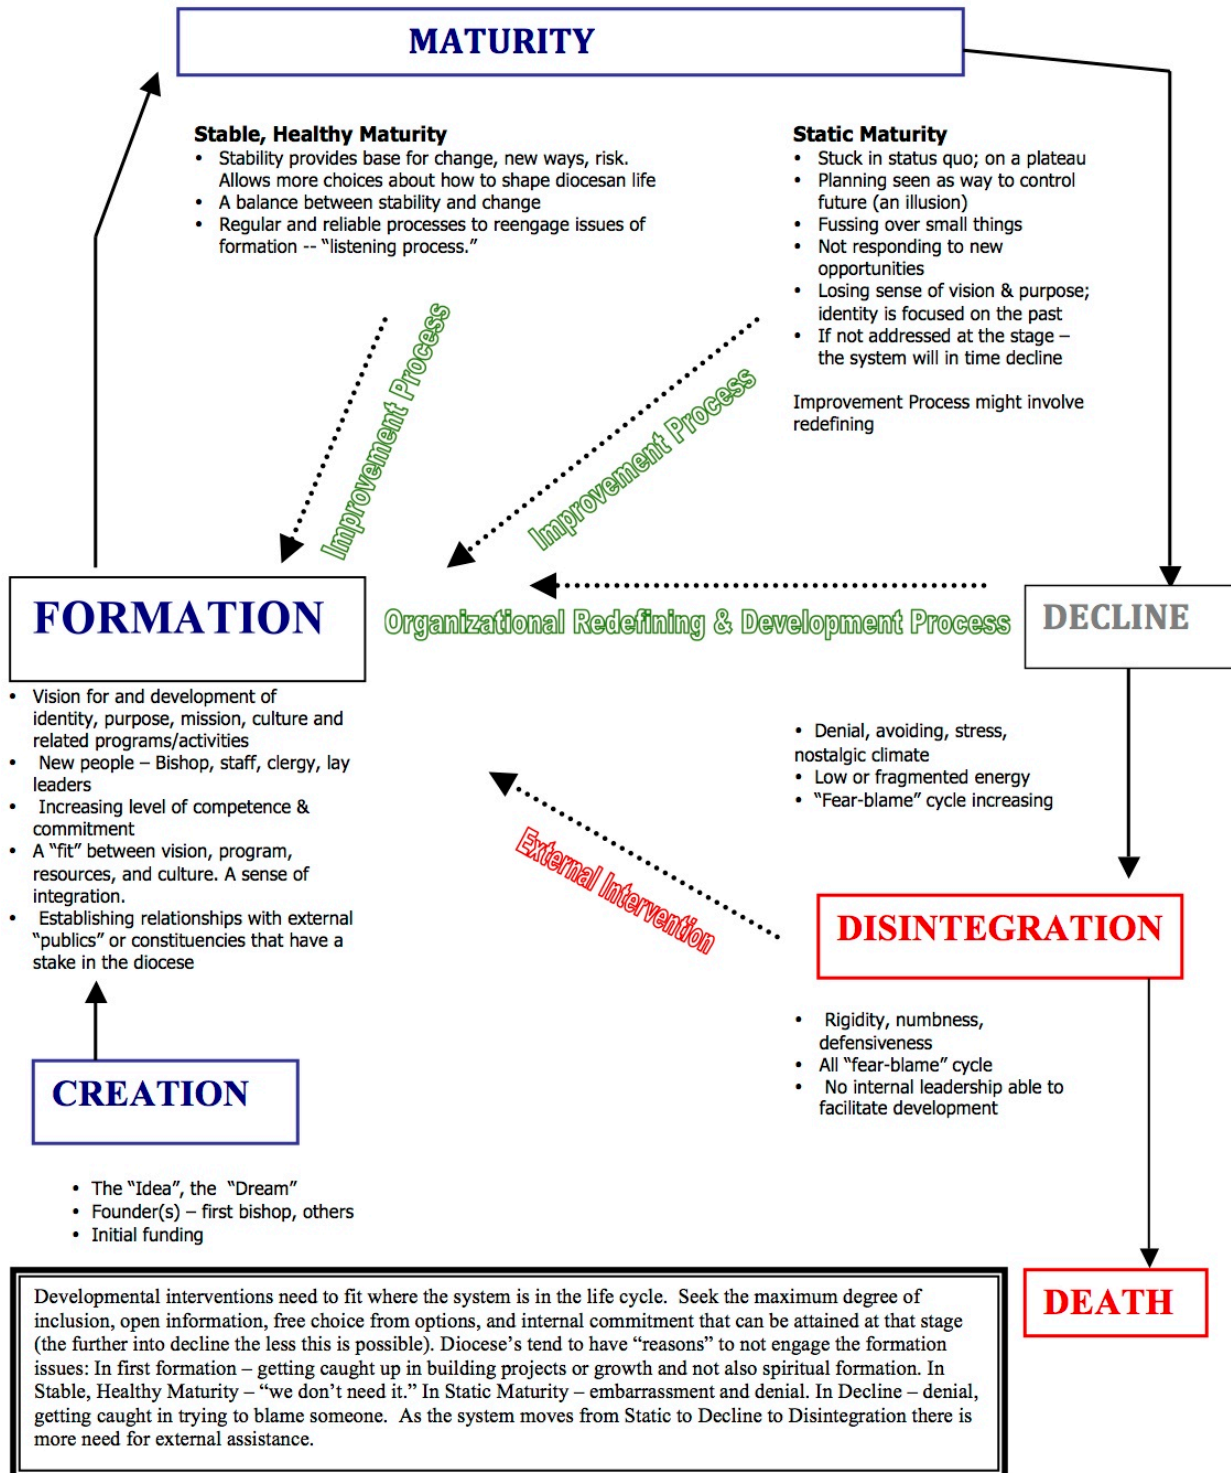 MATURITY
Stable, Healthy Maturity
• Stability provides base for change, new ways, risk.
Allows more choices about how to shape diocesan life
• A balance between stability and change
• Regular and reliable processes to reengage issues of
formation -- “listening process.”
Static Maturity
• Stuck in status quo; on a plateau
• Planning seen as way to control
future (an illusion)
• Fussing over small things
• Not responding to new
opportunities
• Losing sense of vision & purpose;
identity is focused on the past
• If not addressed at the stage –
the system will in time decline
Improvement Process might involve
redefining
Improvement Process
Improvement Process
FORMATION
Organizational Redefining & Development Process
DECLINE
• Vision for and development of
identity, purpose, mission, culture and
related programs/activities
• New people – Bishop, staff, clergy, lay
leaders
• Increasing level of competence &
commitment
• A “fit” between vision, program,
resources, and culture. A sense of
integration.
• Establishing relationships with external
“publics” or constituencies that have a
stake in the diocese
• Denial, avoiding, stress,
nostalgic climate
• Low or fragmented energy
• “Fear-blame” cycle increasing
External Intervention
DISINTEGRATION
• Rigidity, numbness,
defensiveness
• All “fear-blame” cycle
• No internal leadership able to
facilitate development
CREATION
• The “Idea”, the “Dream”
• Founder(s) – first bishop, others
• Initial funding
DEATH
Developmental interventions need to fit where the system is in the life cycle. Seek the maximum degree of
inclusion, open information, free choice from options, and internal commitment that can be attained at that stage
(the further into decline the less this is possible). Diocese’s tend to have “reasons” to not engage the formation
issues: In first formation – getting caught up in building projects or growth and not also spiritual formation. In
Stable, Healthy Maturity – “we don’t need it.” In Static Maturity – embarrassment and denial. In Decline – denial,
getting caught in trying to blame someone. As the system moves from Static to Decline to Disintegration there is
more need for external assistance.